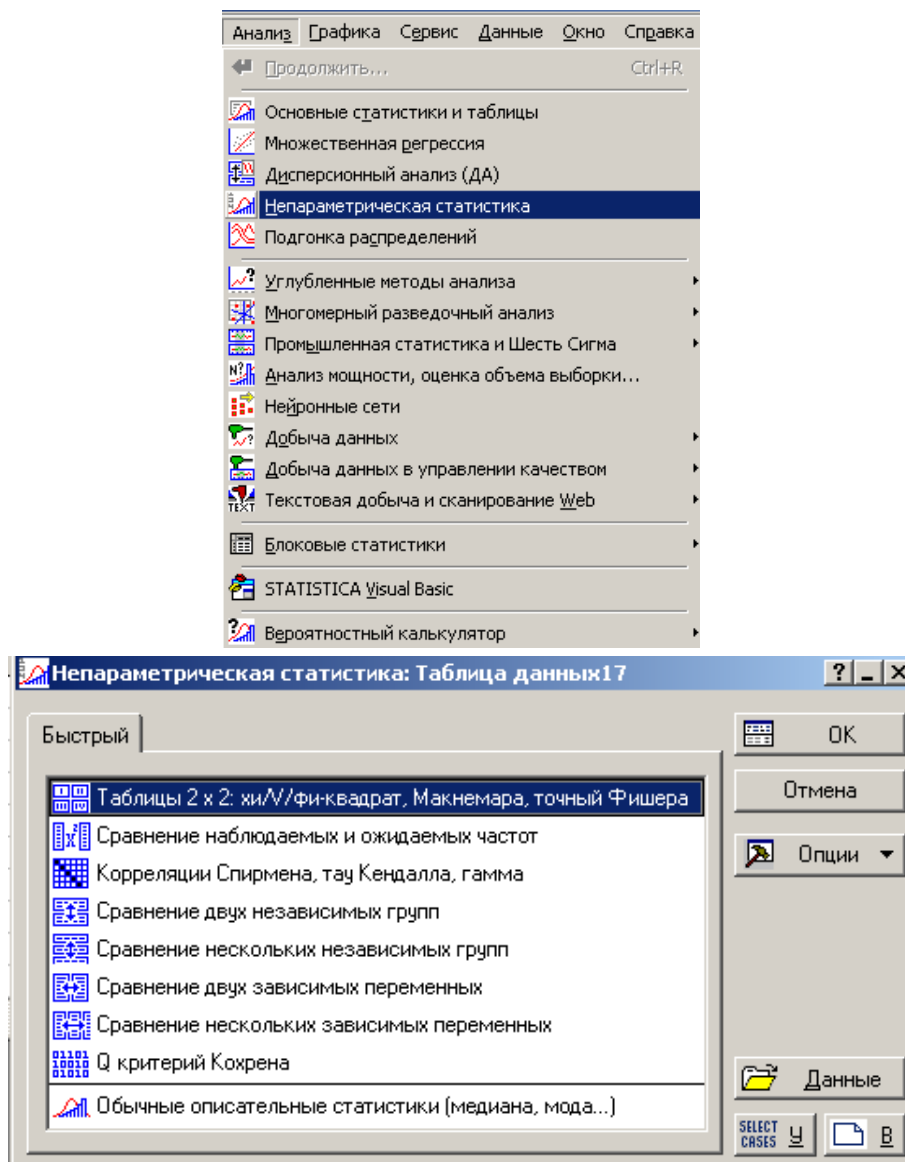 Анализ Графика Сервис Данные Окно Справка
Продолжить... Ctrl+R
Основные статистики и таблицы
Множественная регрессия
Дисперсионный анализ (ДА)
Непараметрическая статистика
Подгонка распределений
Углубленные методы анализа
Многомерный разведочный анализ
Промышленная статистика и Шесть Сигма
Анализ мощности, оценка объема выборки...
Нейронные сети
Добыча данных
Добыча данных в управлении качеством
TEXT Текстовая добыча и сканирование Web
Блоковые статистики
STATISTICA Visual Basic
Вероятностный калькулятор
Непараметрическая статистика: Таблица данных17
Быстрый
OK
Таблицы 2 x 2: хи/V/фи-квадрат, Макнемара, точный Фишера
Отмена
Сравнение наблюдаемых и ожидаемых частот
Опции
Корреляции Спирмена, тау Кендалла, гамма
Сравнение двух независимых групп
Сравнение нескольких независимых групп
Сравнение двух зависимых переменных
Сравнение нескольких зависимых переменных
Q критерий Кохрена
Данные
Обычные описательные статистики (медиана, мода...)
SELECT CASES У В